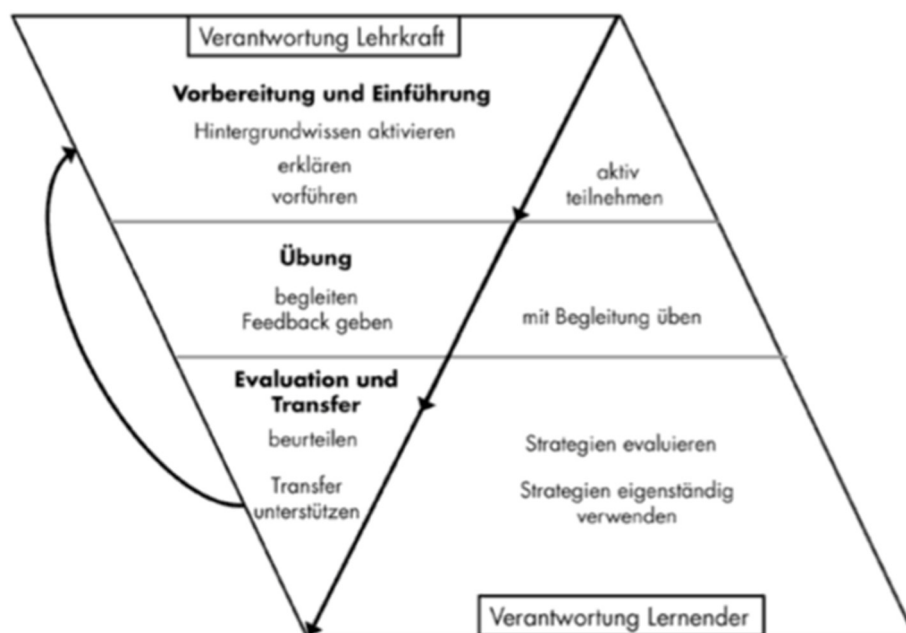 Verantwortung Lehrkraft
Vorbereitung und Einführung
Hintergrundwissen aktivieren
erklären
vorführen
aktiv
teilnehmen
Übung
begleiten
Feedback geben
mit Begleitung üben
Evaluation und
Transfer
beurteilen
Transfer
unterstützen
Strategien evaluieren
Strategien eigenständig
verwenden
Verantwortung Lernender